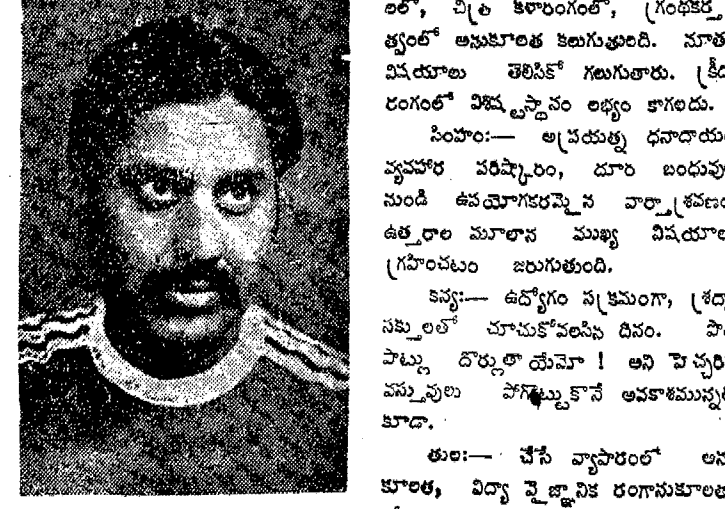 లలో, చిత్ర కళారంగంలో, గ్రంథకర్త
త్వంలో అనుకూలత కలుగుతుంది. నూత
విషయాలు తెలిసికో గలుగుతారు. క్రీడ
రంగంలో విశిష్టస్థానం లభ్యం కాగలదు.
సింహం:— అప్రయత్న ధనాదాయం
వ్యవహార పరిష్కారం, దూర బంధువు
నుండి ఉపయోగకరమైన వార్తాశ్రవణం
ఉత్తరాల మూలాన ముఖ్య విషయాల
గ్రహించటం జరుగుతుంది.
కన్య:— ఉద్యోగం సక్రమంగా, శ్రద్ధా
సక్తులతో చూచుకోవలసిన దినం. పొ
పాట్లు దొర్లుతాయేమో ! అని హెచ్చరి
వస్తువులు పోగొట్టుకొనే అవకాశమున్న
కూడా.
తుల:— చేసే వ్యాపారంలో అను
కూలత, విద్యా వైజ్ఞానిక రంగానుకూలత